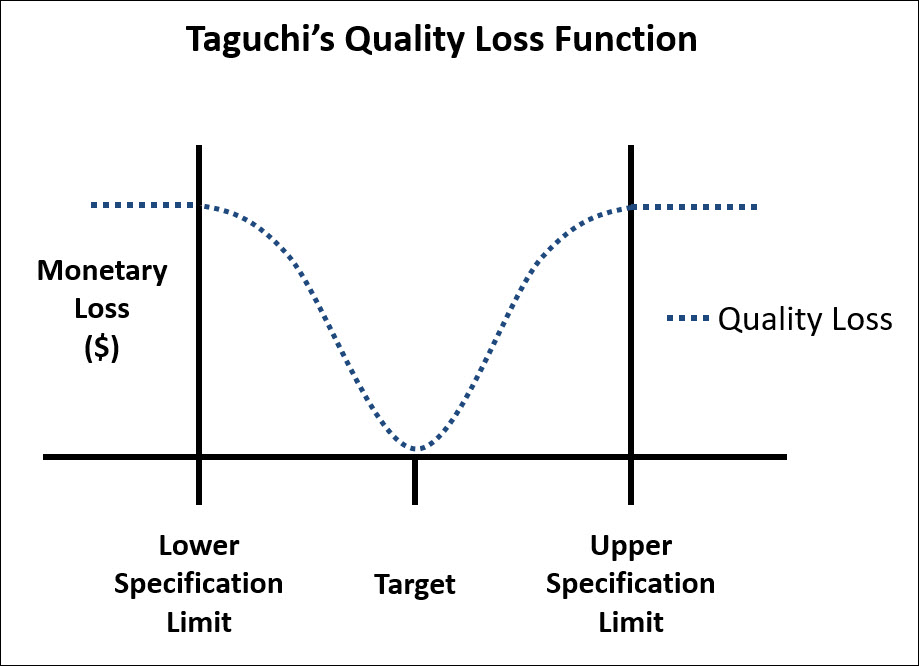 Taguchi’s Quality Loss Function
Monetary
Loss
($)
Quality Loss
Lower
Specification
Limit
Target
Upper
Specification
Limit